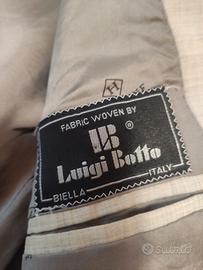 H
FABRIC WOVEN BY
LB ®
Luigi Botto
BIELLA ITALY
Subito